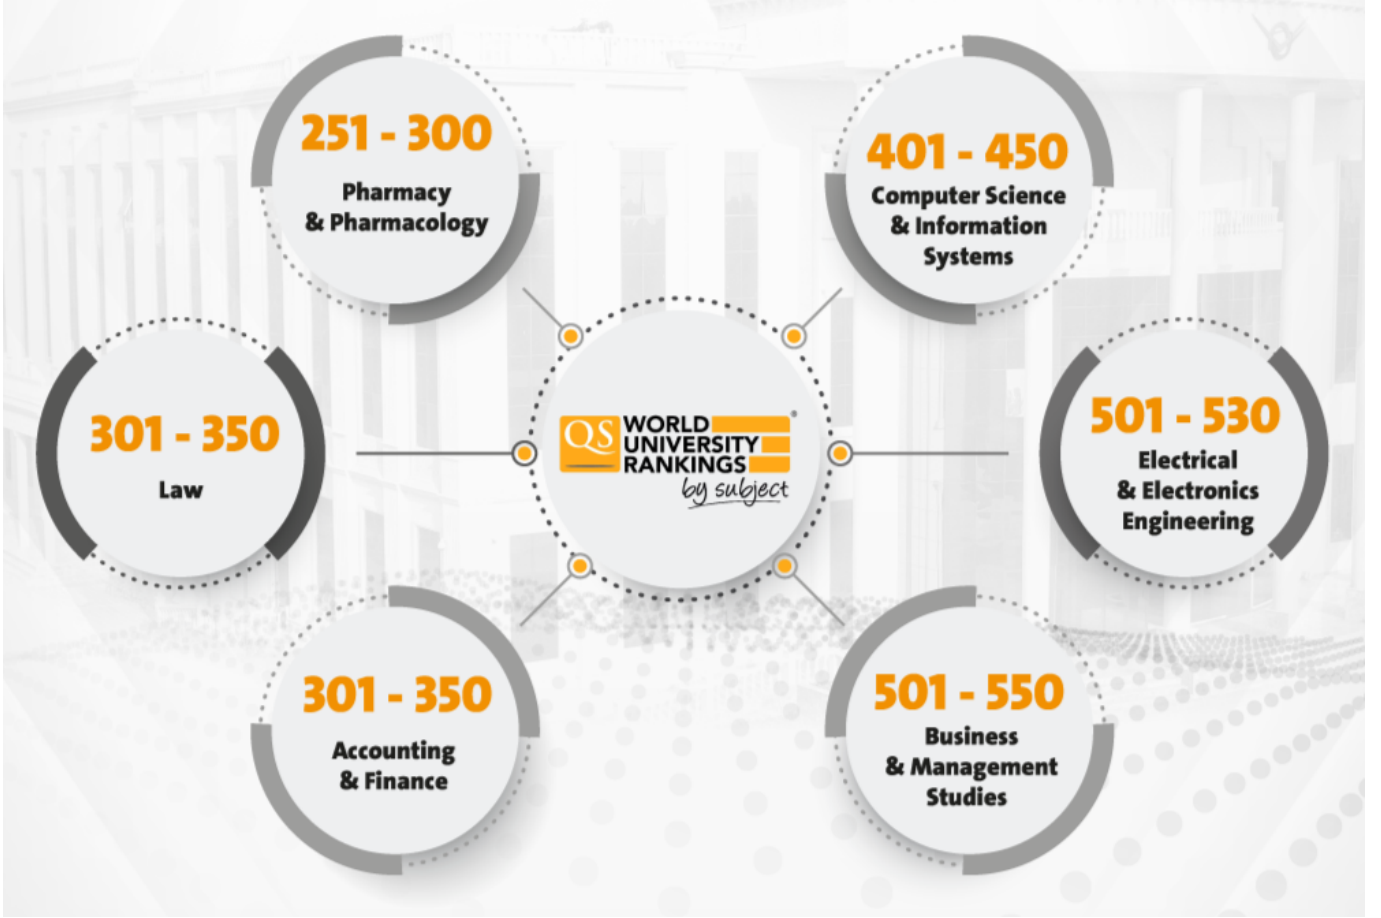 251 - 300
Pharmacy
& Pharmacology
401 - 450
Computer Science
& Information
Systems
301 - 350
Law
QS WORLD
UNIVERSITY
RANKINGS
by subject
®
501 - 530
Electrical
& Electronics
Engineering
301 - 350
Accounting
& Finance
501 - 550
Business
& Management
Studies